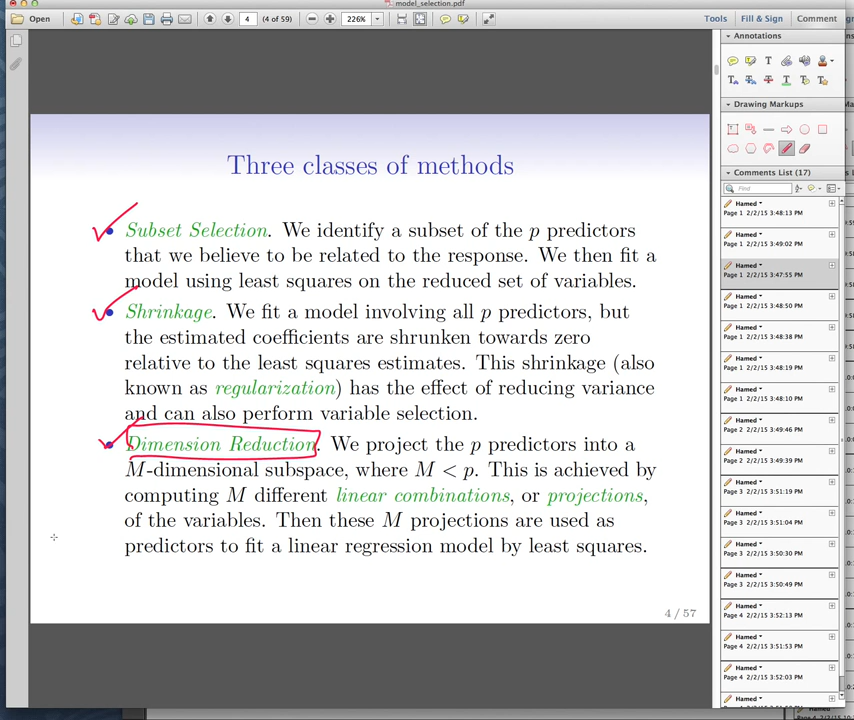 model_selection.pdf
Open
4
(4 of 59)
226%
Tools
Fill & Sign
Comment
Three classes of methods
Subset Selection. We identify a subset of the p predictors
that we believe to be related to the response. We then fit a
model using least squares on the reduced set of variables.
Shrinkage. We fit a model involving all p predictors, but
the estimated coefficients are shrunken towards zero
relative to the least squares estimates. This shrinkage (also
known as regularization) has the effect of reducing variance
and can also perform variable selection.
Dimension Reduction. We project the p predictors into a
M-dimensional subspace, where M < p. This is achieved by
computing M different linear combinations, or projections,
of the variables. Then these M projections are used as
predictors to fit a linear regression model by least squares.
4 / 57
Annotations
Drawing Markups
Comments List (17)
Find
Hamed
Page 1 2/2/15 3:48:13 PM
Hamed
Page 1 2/2/15 3:49:02 PM
Hamed
Page 1 2/2/15 3:47:55 PM
Hamed
Page 1 2/2/15 3:48:50 PM
Hamed
Page 1 2/2/15 3:48:38 PM
Hamed
Page 1 2/2/15 3:48:19 PM
Hamed
Page 1 2/2/15 3:48:10 PM
Hamed
Page 2 2/2/15 3:49:46 PM
Hamed
Page 2 2/2/15 3:49:39 PM
Hamed
Page 3 2/2/15 3:51:19 PM
Hamed
Page 3 2/2/15 3:51:04 PM
Hamed
Page 3 2/2/15 3:50:30 PM
Hamed
Page 3 2/2/15 3:50:49 PM
Hamed
Page 4 2/2/15 3:52:13 PM
Hamed
Page 4 2/2/15 3:51:53 PM
Hamed
Page 4 2/2/15 3:52:03 PM
Hamed